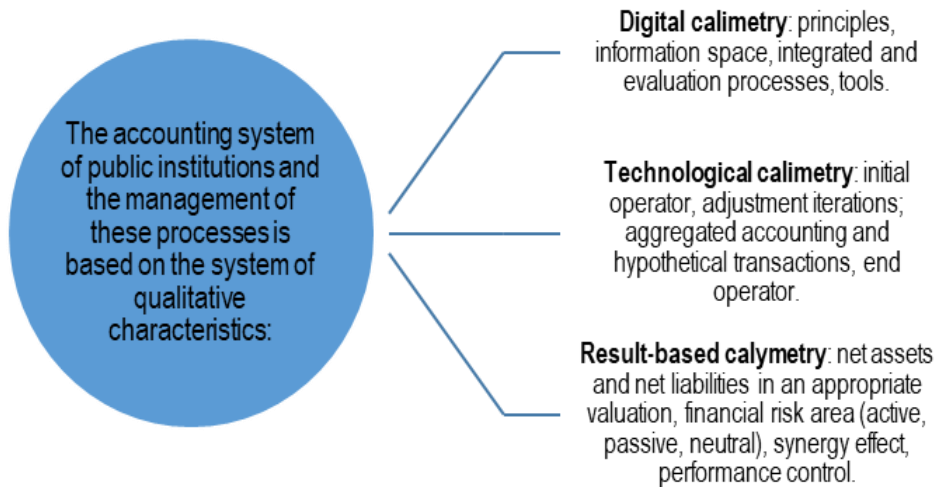 The accounting system
of public institutions and
the management of
these processes is
based on the system of
qualitative
characteristics:
Digital calimetry: principles,
information space, integrated and
evaluation processes, tools.
Technological calimetry: initial
operator, adjustment iterations;
aggregated accounting and
hypothetical transactions, end
operator.
Result-based calymetry: net assets
and net liabilities in an appropriate
valuation, financial risk area (active,
passive, neutral), synergy effect,
performance control.